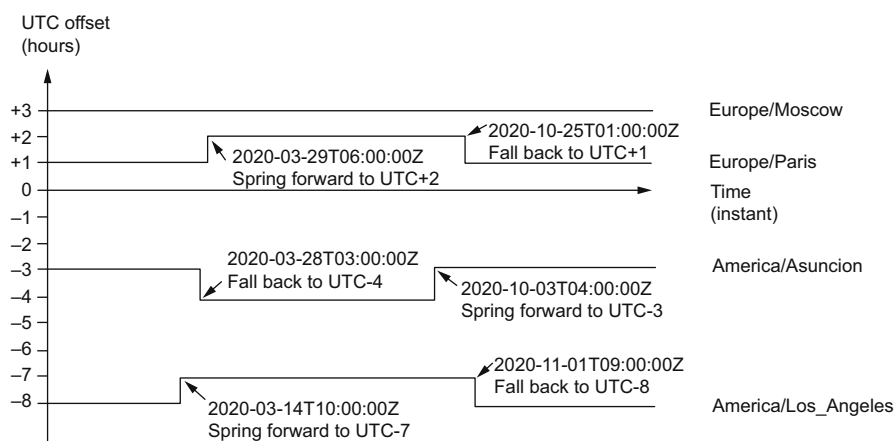 UTC offset
(hours)
+3
Europe/Moscow
+2
2020-10-25T01:00:00Z
Fall back to UTC+1
2020-03-29T06:00:00Z
Spring forward to UTC+2
+1
Europe/Paris
0
Time
(instant)
–1
–2
2020-03-28T03:00:00Z
Fall back to UTC-4
–3
America/Asuncion
2020-10-03T04:00:00Z
Spring forward to UTC-3
–4
–5
–6
2020-11-01T09:00:00Z
Fall back to UTC-8
–7
–8
2020-03-14T10:00:00Z
Spring forward to UTC-7
America/Los_Angeles